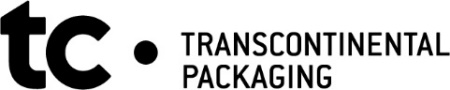 tc • TRANSCONTINENTAL
PACKAGING